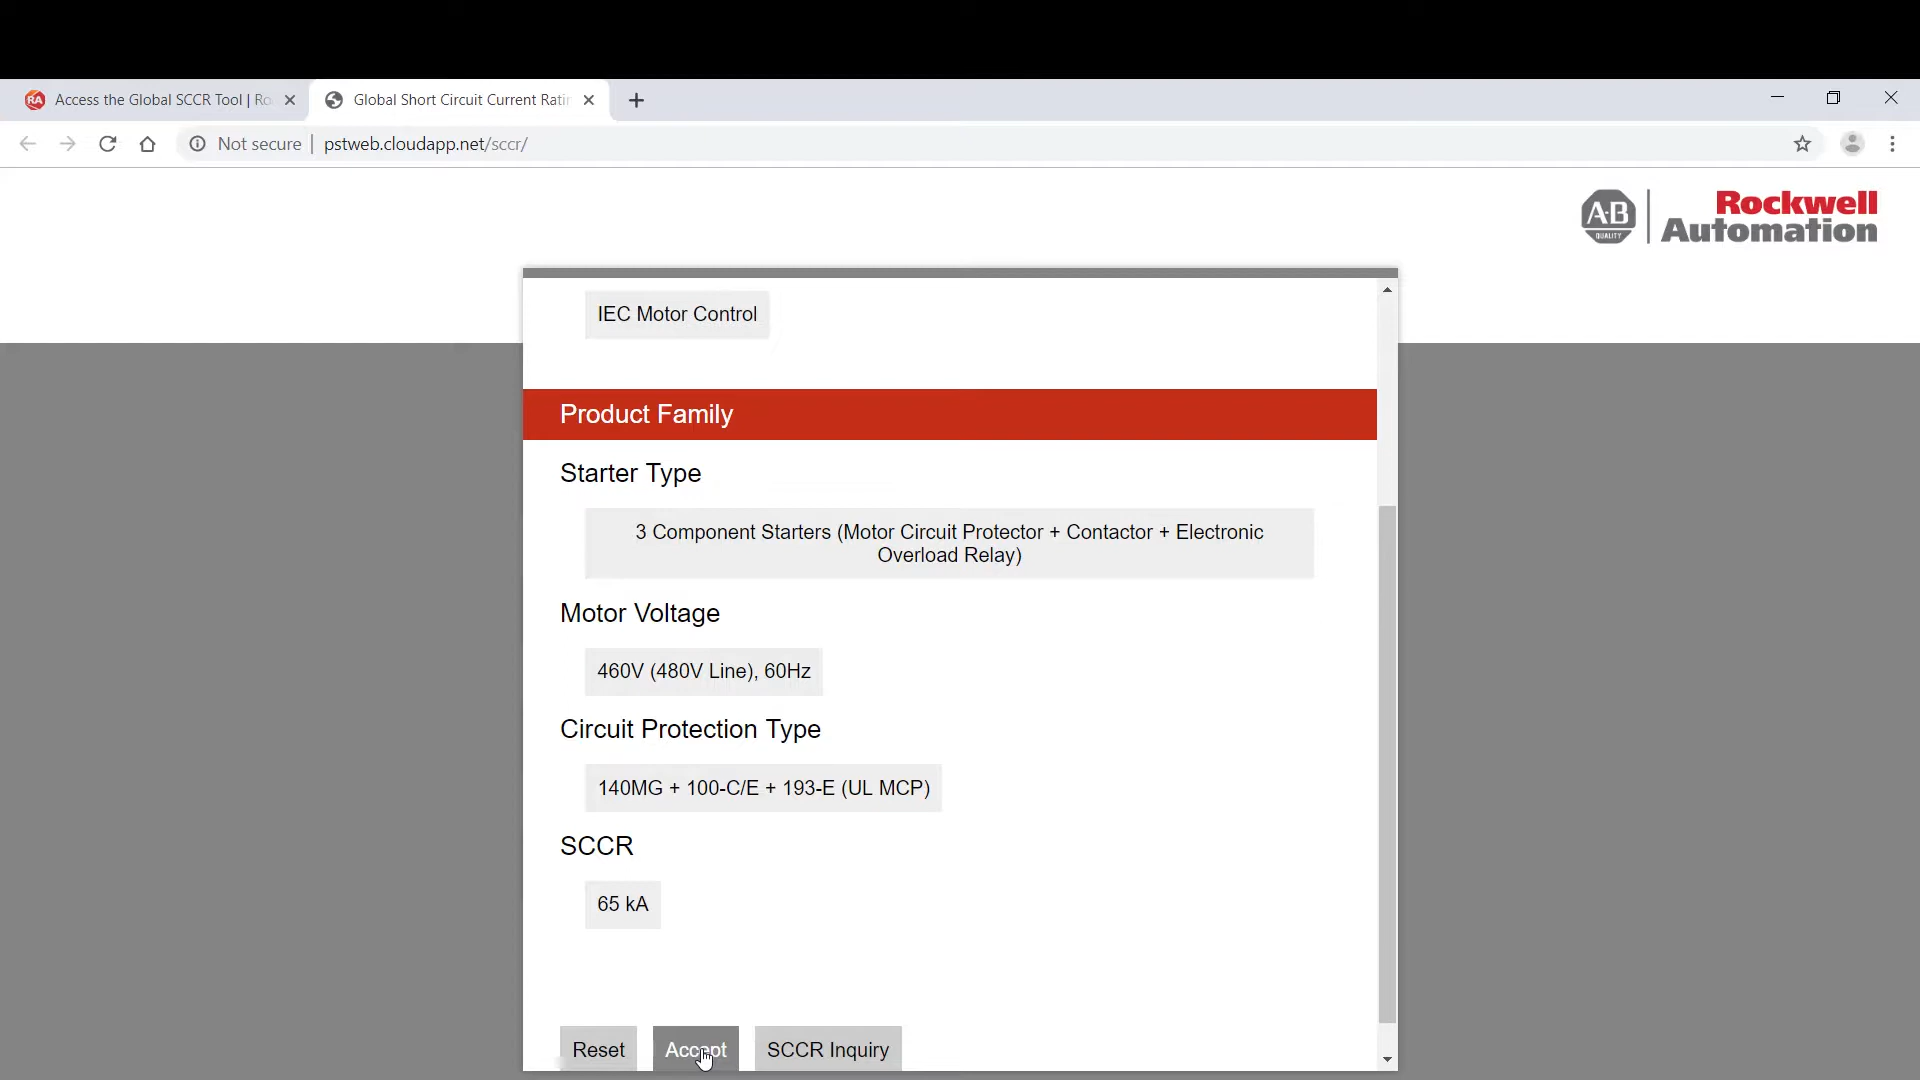 Access the Global SCCR Tool | Ro
Global Short Circuit Current Ratin
Not secure | pstweb.cloudapp.net/sccr/
A-B
QUALITY
Rockwell
Automation
IEC Motor Control
Product Family
Starter Type
3 Component Starters (Motor Circuit Protector + Contactor + Electronic
Overload Relay)
Motor Voltage
460V (480V Line), 60Hz
Circuit Protection Type
140MG + 100-C/E + 193-E (UL MCP)
SCCR
65 kA
Reset
Accept
SCCR Inquiry